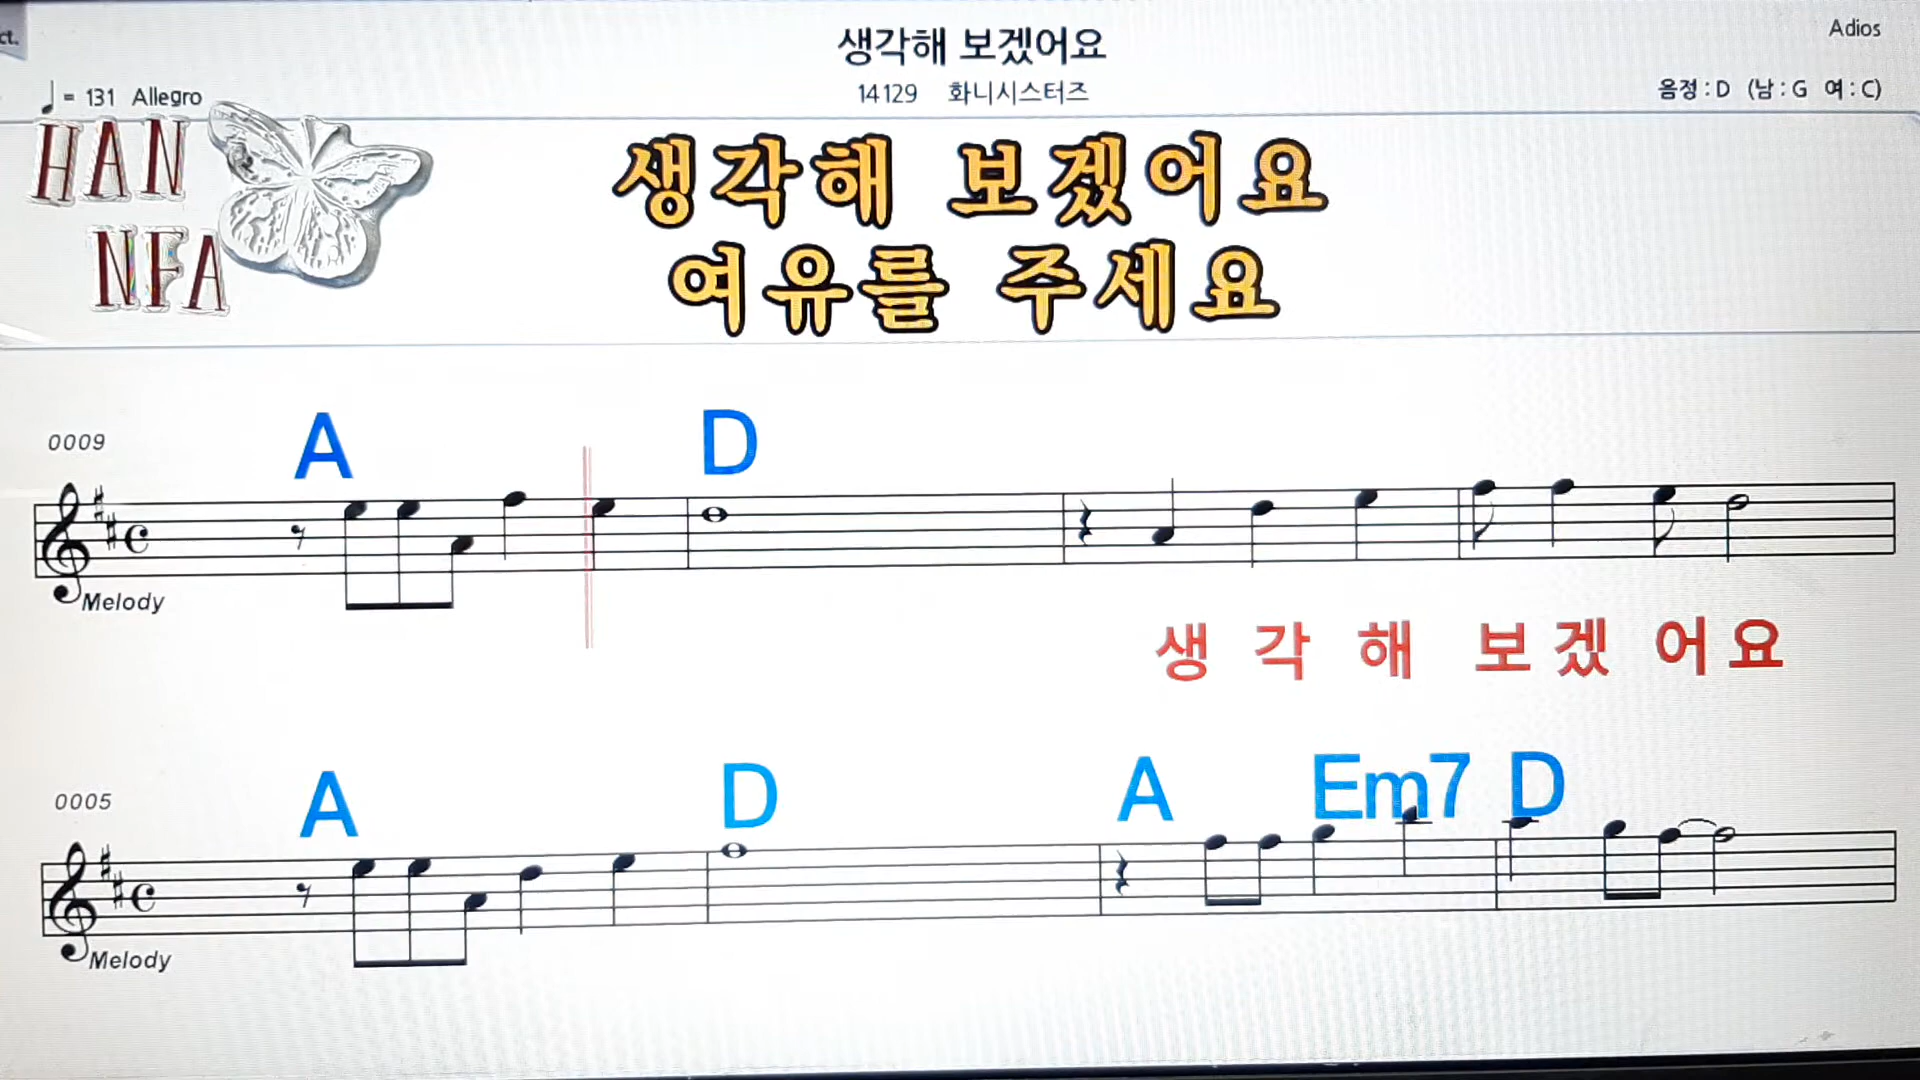 ct.
생각해 보겠어요
Adios
= 131 Allegro
14129 화니시스터즈
음정 : D (남 : G 여 : C)
HAN
NFA
생각해 보겠어요
여유를 주세요
0009
A D
Melody
생 각 해 보 겠 어 요
0005
A D A Em7 D
Melody